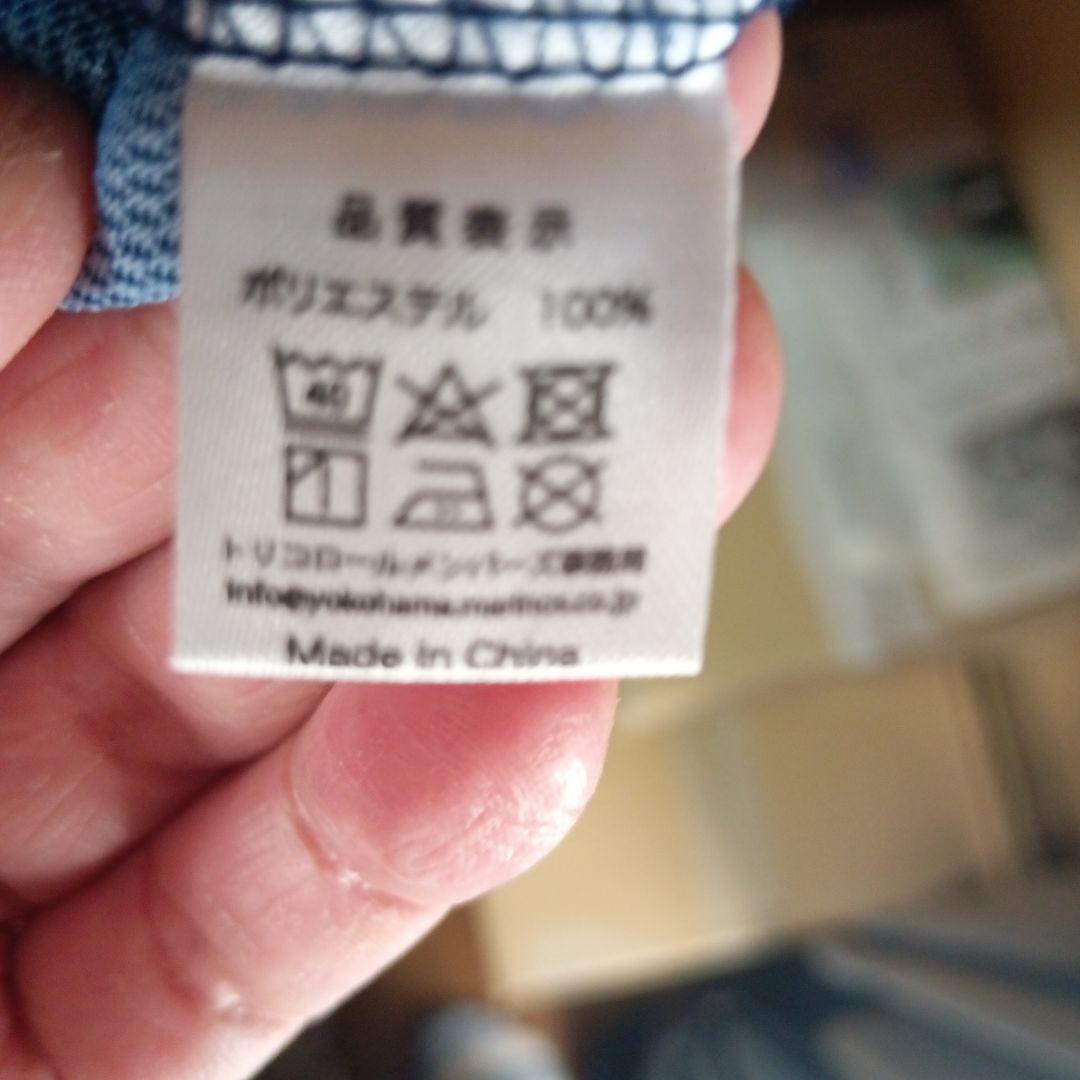 品質表示
ポリエステル 100%
40
トリコロールメンバーズ事務局
info@yokohama.marinos.co.jp
Made in China